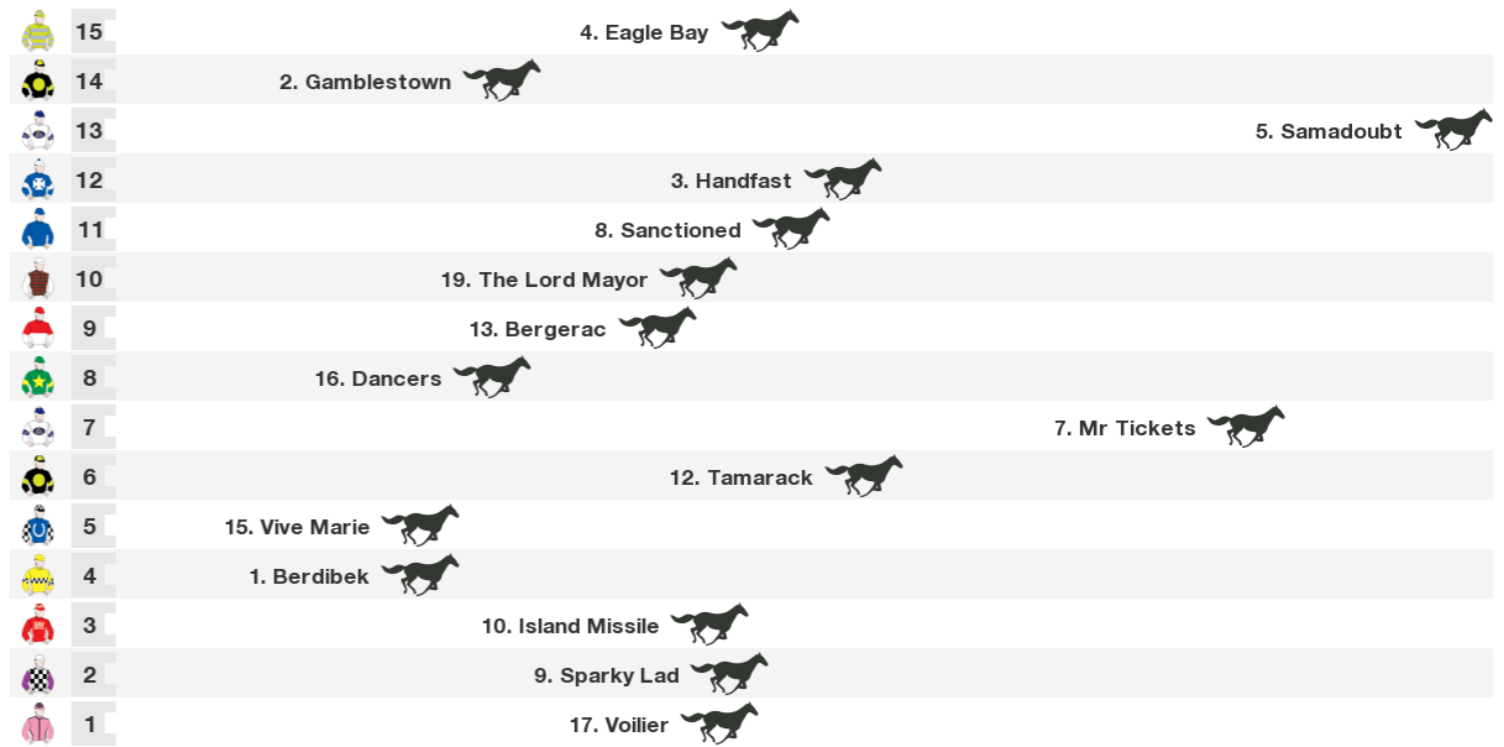 15 4. Eagle Bay
14 2. Gamblestown
13 5. Samadoubt
12 3. Handfast
11 8. Sanctioned
10 19. The Lord Mayor
9 13. Bergerac
8 16. Dancers
7 7. Mr Tickets
6 12. Tamarack
5 15. Vive Marie
4 1. Berdibek
3 10. Island Missile
2 9. Sparky Lad
1 17. Voilier